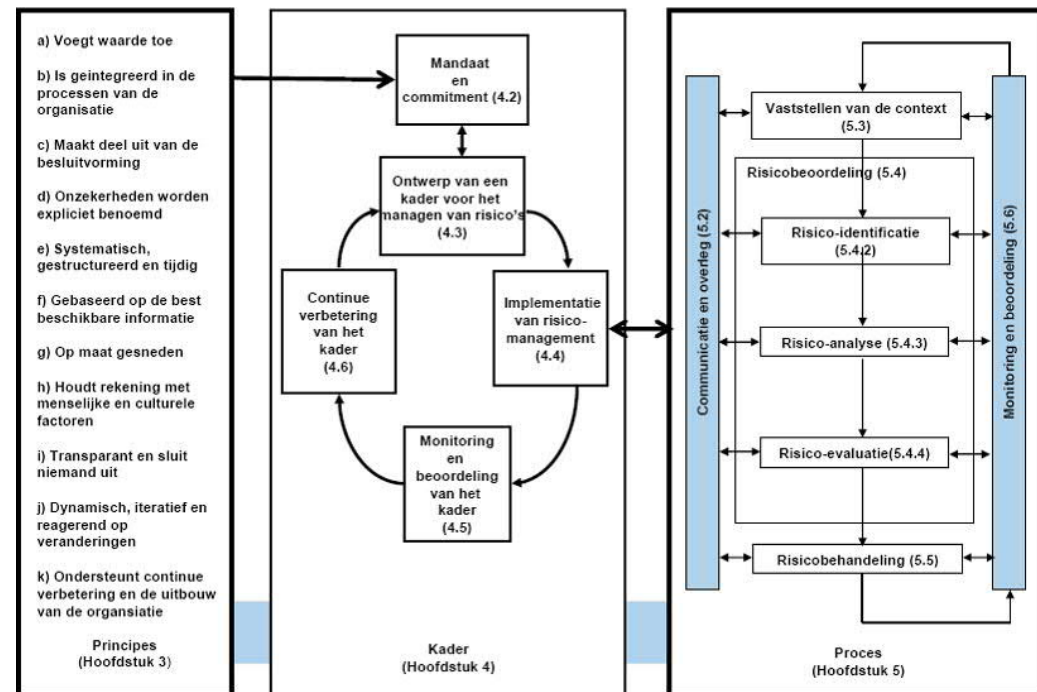 a) Voegt waarde toe
b) Is geintegreerd in de
processen van de
organisatie
c) Maakt deel uit van de
besluitvorming
d) Onzekerheden worden
expliciet benoemd
e) Systematisch,
gestructureerd en tijdig
f) Gebaseerd op de best
beschikbare informatie
g) Op maat gesneden
h) Houdt rekening met
menselijke en culturele
factoren
i) Transparant en sluit
niemand uit
j) Dynamisch, iteratief en
reagerend op
veranderingen
k) Ondersteunt continue
verbetering en de uitbouw
van de organsiatie
Principes
(Hoofdstuk 3)
Mandaat
en
commitment (4.2)
Ontwerp van een
kader voor het
managen van risico's
(4.3)
Implementatie
van risico-
management
(4.4)
Monitoring
en
beoordeling
van het
kader
(4.5)
Continue
verbetering
van het
kader
(4.6)
Kader
(Hoofdstuk 4)
Communicatie en overleg (5.2)
Vaststellen van de context
(5.3)
Risicobeoordeling (5.4)
Risico-identificatie
(5.4.2)
Risico-analyse (5.4.3)
Risico-evaluatie(5.4.4)
Risicobehandeling (5.5)
Monitoring en beoordeling (5.6)
Proces
(Hoofdstuk 5)